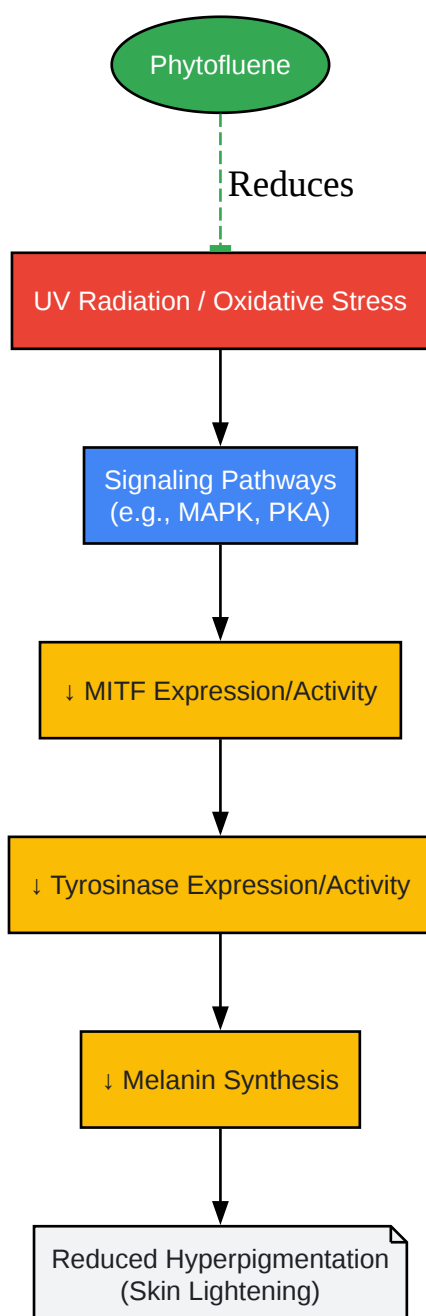 Phytofluene
Reduces
UV Radiation / Oxidative Stress
Signaling Pathways
(e.g., MAPK, PKA)
↓ MITF Expression/Activity
↓ Tyrosinase Expression/Activity
↓ Melanin Synthesis
Reduced Hyperpigmentation
(Skin Lightening)